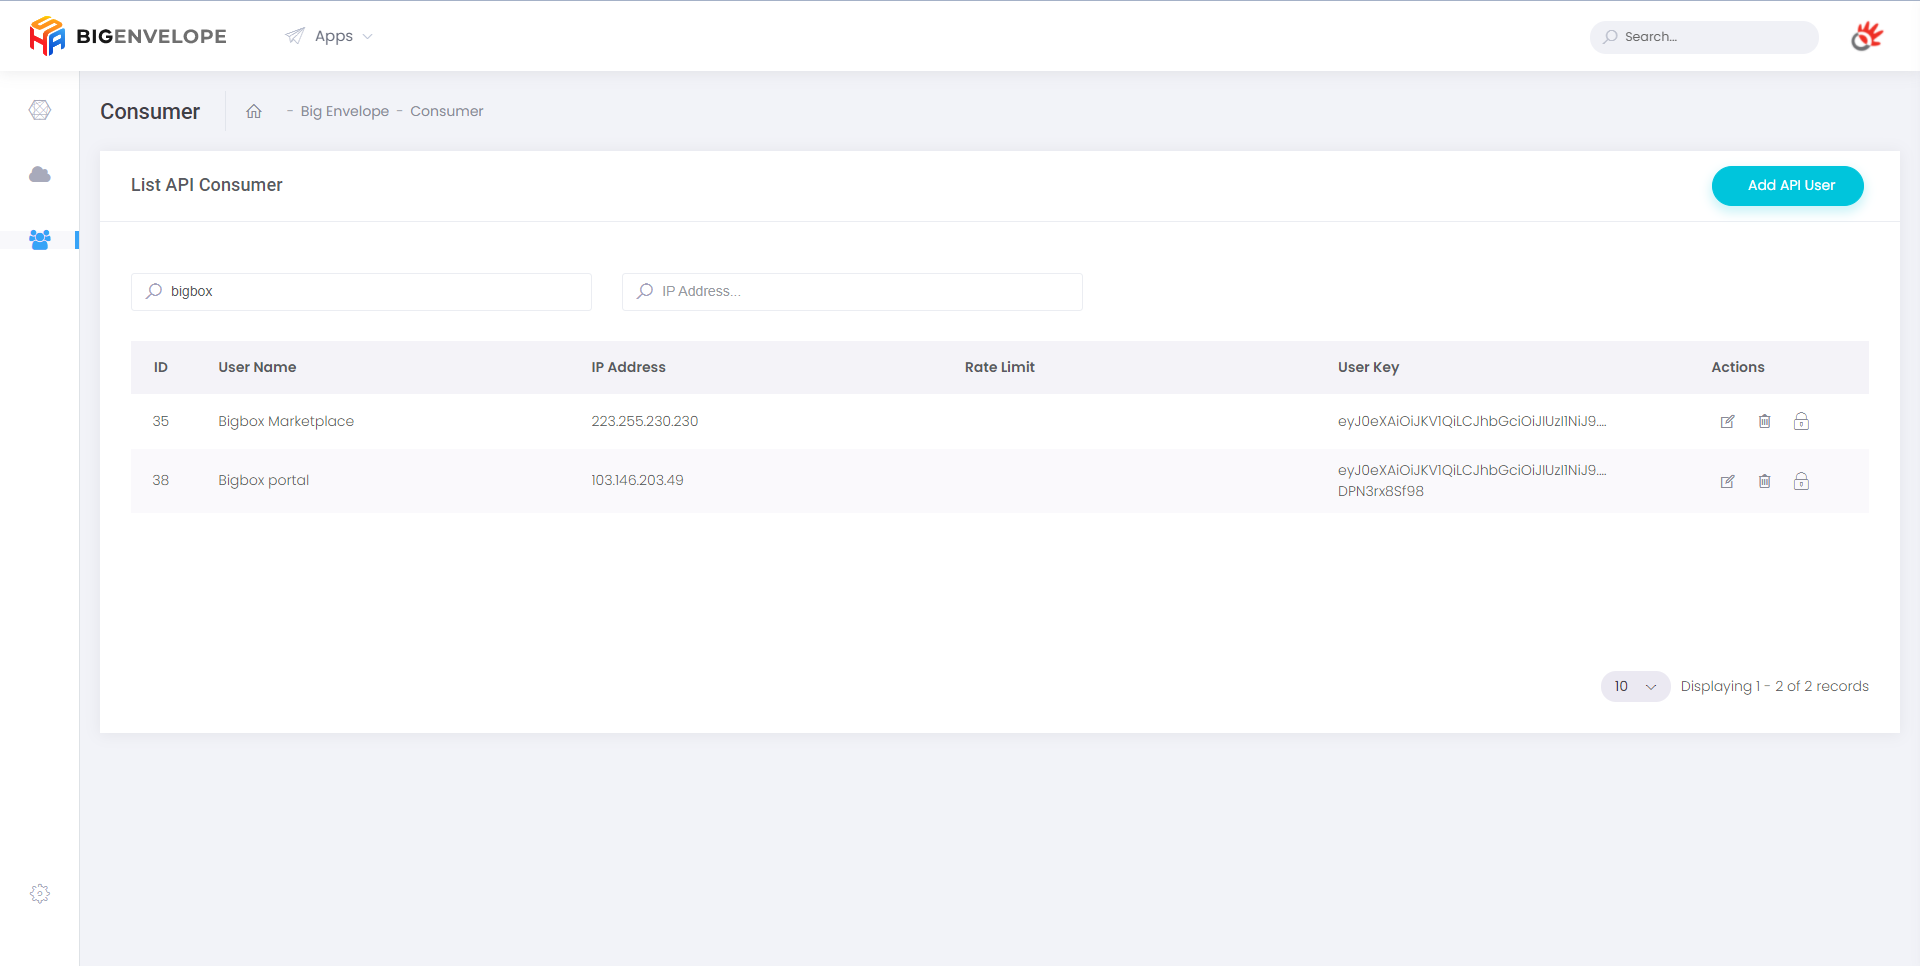 BIGENVELOPE
Apps
Search...
Consumer
- Big Envelope - Consumer
List API Consumer
Add API User
bigbox
IP Address...
ID User Name IP Address Rate Limit User Key Actions
35 Bigbox Marketplace 223.255.230.230 eyJ0eXAiOiJKV1QiLCJhbGciOiJIUzI1NiJ9....
38 Bigbox portal 103.146.203.49 eyJ0eXAiOiJKV1QiLCJhbGciOiJIUzI1NiJ9....
DPN3rx8Sf98
10 Displaying 1 - 2 of 2 records